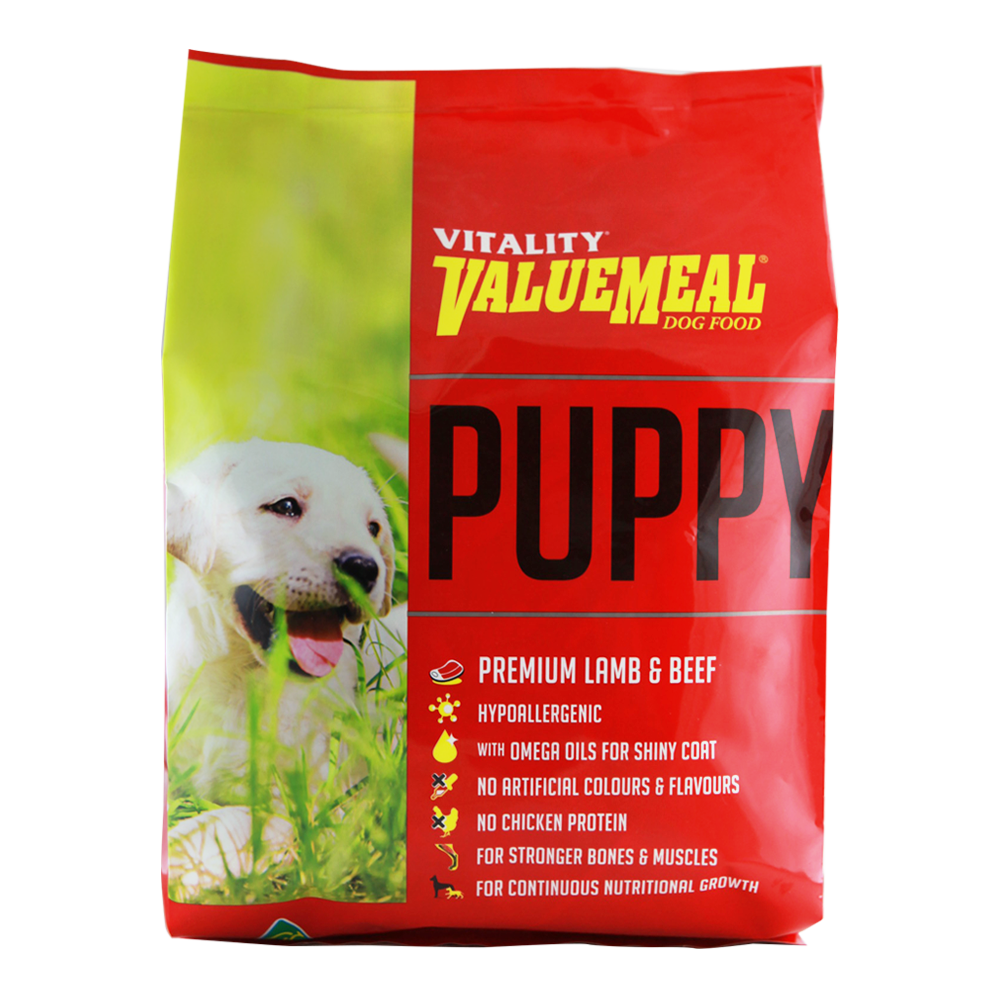 VITALITY®
VALUEMEAL®
DOG FOOD
PUPPY
PREMIUM LAMB & BEEF
HYPOALLERGENIC
WITH OMEGA OILS FOR SHINY COAT
NO ARTIFICIAL COLOURS & FLAVOURS
NO CHICKEN PROTEIN
FOR STRONGER BONES & MUSCLES
FOR CONTINUOUS NUTRITIONAL GROWTH